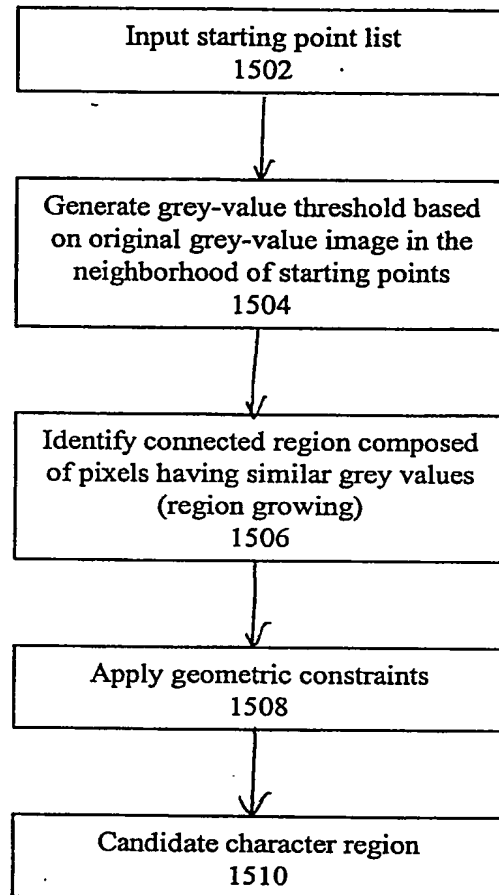 Input starting point list
1502
Generate grey-value threshold based
on original grey-value image in the
neighborhood of starting points
1504
Identify connected region composed
of pixels having similar grey values
(region growing)
1506
Apply geometric constraints
1508
Candidate character region
1510